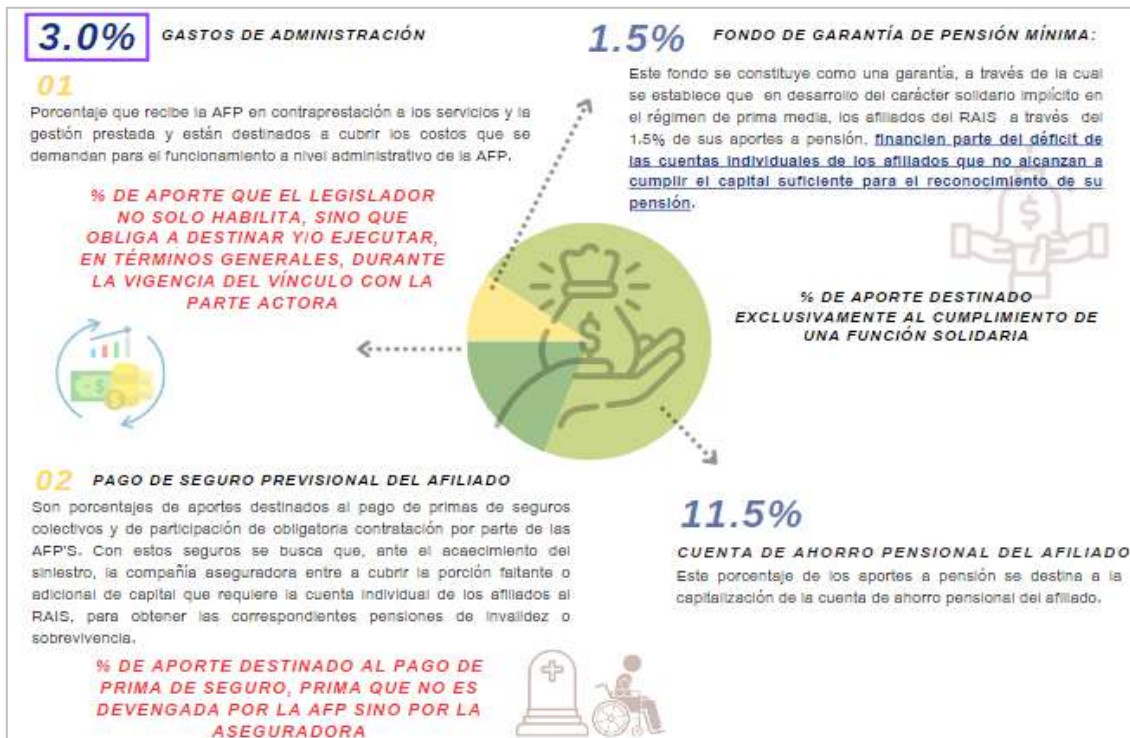 3.0% GASTOS DE ADMINISTRACIÓN
01
Porcentaje que recibe la AFP en contraprestación a los servicios y la
gestión prestada y están destinados a cubrir los costos que se
demandan para el funcionamiento a nivel administrativo de la AFP.
% DE APORTE QUE EL LEGISLADOR
NO SOLO HABILITA, SINO QUE
OBLIGA A DESTINAR Y/O EJECUTAR,
EN TÉRMINOS GENERALES, DURANTE
LA VIGENCIA DEL VÍNCULO CON LA
PARTE ACTORA
1.5% FONDO DE GARANTÍA DE PENSIÓN MÍNIMA:
Este fondo se constituye como una garantía, a través de la cual
se establece que en desarrollo del carácter solidario implícito en
el régimen de prima media, los afiliados del RAIS a través del
1.5% de sus aportes a pensión, financien parte del déficit de
las cuentas individuales de los afiliados que no alcanzan a
cumplir el capital suficiente para el reconocimiento de su
pensión.
% DE APORTE DESTINADO
EXCLUSIVAMENTE AL CUMPLIMIENTO DE
UNA FUNCIÓN SOLIDARIA
$
$
$
$
$
02 PAGO DE SEGURO PREVISIONAL DEL AFILIADO
Son porcentajes de aportes destinados al pago de primas de seguros
colectivos y de participación de obligatoria contratación por parte de las
AFP'S. Con estos seguros se busca que, ante el acaecimiento del
siniestro, la compañía aseguradora entre a cubrir la porción faltante o
adicional de capital que requiere la cuenta individual de los afiliados al
RAIS, para obtener las correspondientes pensiones de invalidez o
sobrevivencia.
% DE APORTE DESTINADO AL PAGO DE
PRIMA DE SEGURO, PRIMA QUE NO ES
DEVENGADA POR LA AFP SINO POR LA
ASEGURADORA
11.5%
CUENTA DE AHORRO PENSIONAL DEL AFILIADO
Este porcentaje de los aportes a pensión se destina a la
capitalización de la cuenta de ahorro pensional del afiliado.